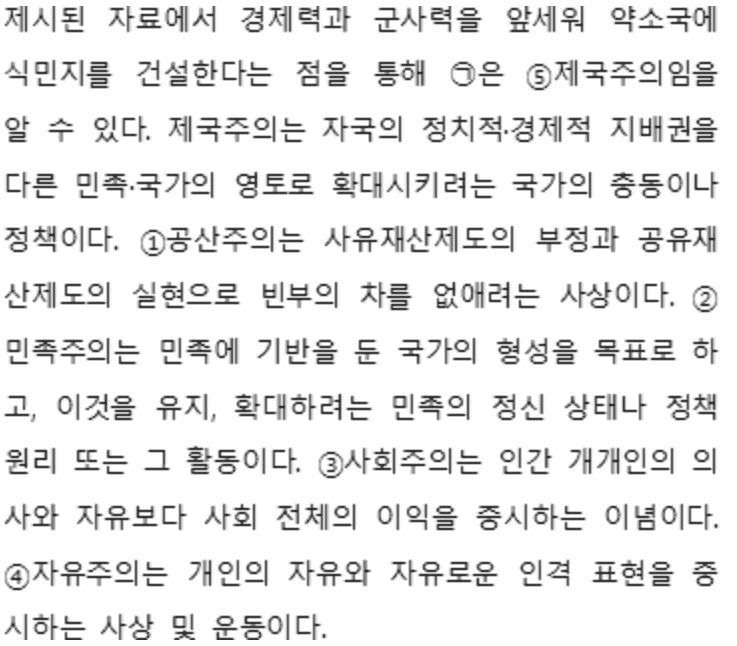 제시된 자료에서 경제력과 군사력을 앞세워 약소국에
식민지를 건설한다는 점을 통해 ㉠은 ⑤제국주의임을
알 수 있다. 제국주의는 자국의 정치적·경제적 지배권을
다른 민족·국가의 영토로 확대시키려는 국가의 충동이나
정책이다. ①공산주의는 사유재산제도의 부정과 공유재
산제도의 실현으로 빈부의 차를 없애려는 사상이다. ②
민족주의는 민족에 기반을 둔 국가의 형성을 목표로 하
고, 이것을 유지, 확대하려는 민족의 정신 상태나 정책
원리 또는 그 활동이다. ③사회주의는 인간 개개인의 의
사와 자유보다 사회 전체의 이익을 중시하는 이념이다.
④자유주의는 개인의 자유와 자유로운 인격 표현을 중
시하는 사상 및 운동이다.